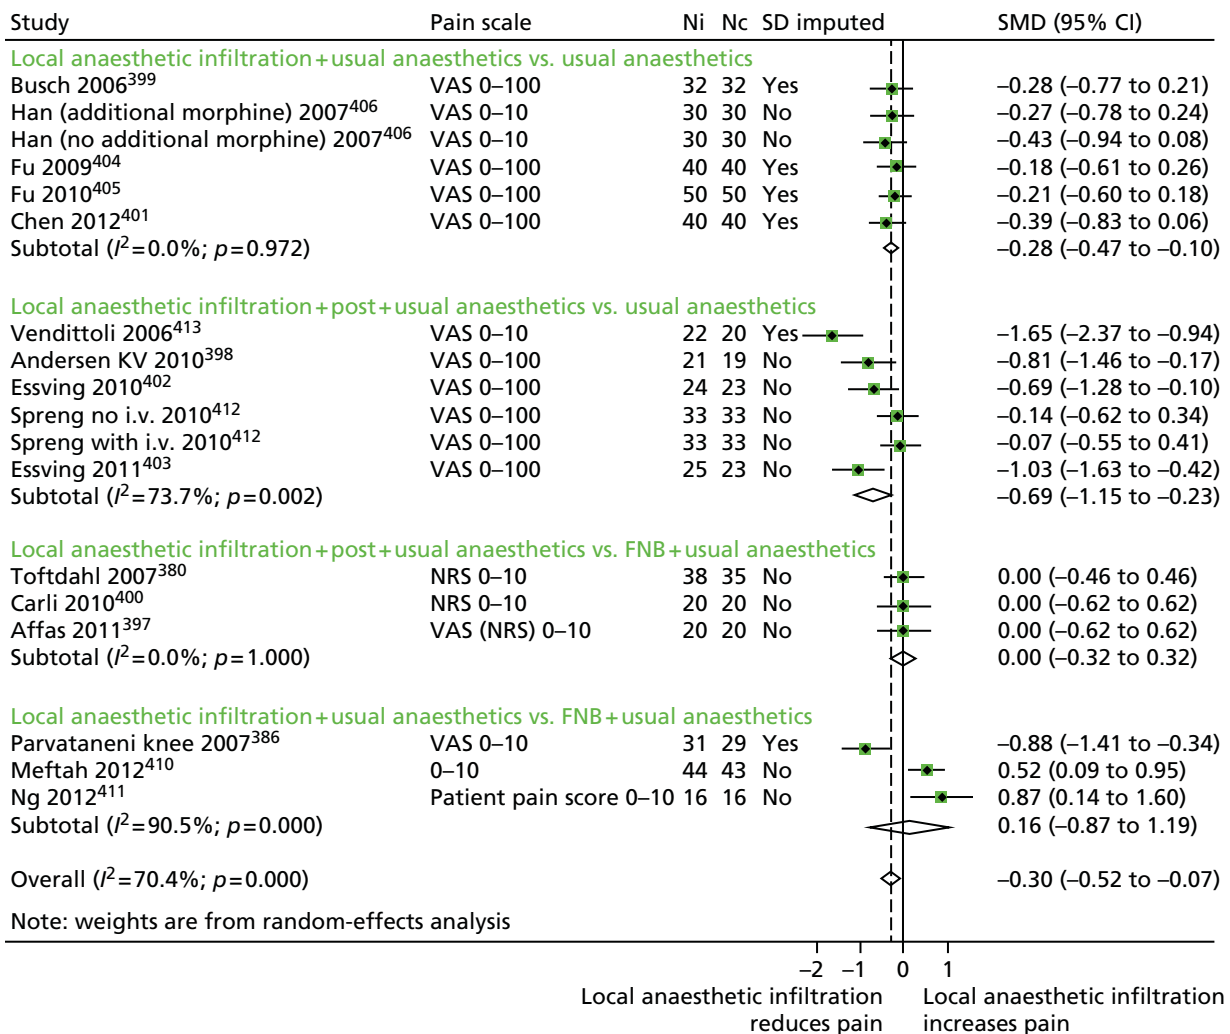 Study Pain scale Ni Nc SD imputed SMD (95% CI)
Local anaesthetic infiltration+usual anaesthetics vs. usual anaesthetics
Busch 2006³⁹⁹ VAS 0–100 32 32 Yes –0.28 (–0.77 to 0.21)
Han (additional morphine) 2007⁴⁰⁶ VAS 0–10 30 30 No –0.27 (–0.78 to 0.24)
Han (no additional morphine) 2007⁴⁰⁶ VAS 0–10 30 30 No –0.43 (–0.94 to 0.08)
Fu 2009⁴⁰⁴ VAS 0–100 40 40 Yes –0.18 (–0.61 to 0.26)
Fu 2010⁴⁰⁵ VAS 0–100 50 50 Yes –0.21 (–0.60 to 0.18)
Chen 2012⁴⁰¹ VAS 0–100 40 40 Yes –0.39 (–0.83 to 0.06)
Subtotal (I²=0.0%; p=0.972) –0.28 (–0.47 to –0.10)
Local anaesthetic infiltration+post+usual anaesthetics vs. usual anaesthetics
Vendittoli 2006⁴¹³ VAS 0–10 22 20 Yes –1.65 (–2.37 to –0.94)
Andersen KV 2010³⁹⁸ VAS 0–100 21 19 No –0.81 (–1.46 to –0.17)
Essving 2010⁴⁰² VAS 0–100 24 23 No –0.69 (–1.28 to –0.10)
Spreng no i.v. 2010⁴¹² VAS 0–100 33 33 No –0.14 (–0.62 to 0.34)
Spreng with i.v. 2010⁴¹² VAS 0–100 33 33 No –0.07 (–0.55 to 0.41)
Essving 2011⁴⁰³ VAS 0–100 25 23 No –1.03 (–1.63 to –0.42)
Subtotal (I²=73.7%; p=0.002) –0.69 (–1.15 to –0.23)
Local anaesthetic infiltration+post+usual anaesthetics vs. FNB+usual anaesthetics
Toftdahl 2007³⁸⁰ NRS 0–10 38 35 No 0.00 (–0.46 to 0.46)
Carli 2010⁴⁰⁰ NRS 0–10 20 20 No 0.00 (–0.62 to 0.62)
Affas 2011³⁹⁷ VAS (NRS) 0–10 20 20 No 0.00 (–0.62 to 0.62)
Subtotal (I²=0.0%; p=1.000) 0.00 (–0.32 to 0.32)
Local anaesthetic infiltration+usual anaesthetics vs. FNB+usual anaesthetics
Parvataneni knee 2007³⁸⁶ VAS 0–10 31 29 Yes –0.88 (–1.41 to –0.34)
Meftah 2012⁴¹⁰ 0–10 44 43 No 0.52 (0.09 to 0.95)
Ng 2012⁴¹¹ Patient pain score 0–10 16 16 No 0.87 (0.14 to 1.60)
Subtotal (I²=90.5%; p=0.000) 0.16 (–0.87 to 1.19)
Overall (I²=70.4%; p=0.000) –0.30 (–0.52 to –0.07)
Note: weights are from random-effects analysis
–2 –1 0 1
Local anaesthetic infiltration Local anaesthetic infiltration
reduces pain increases pain